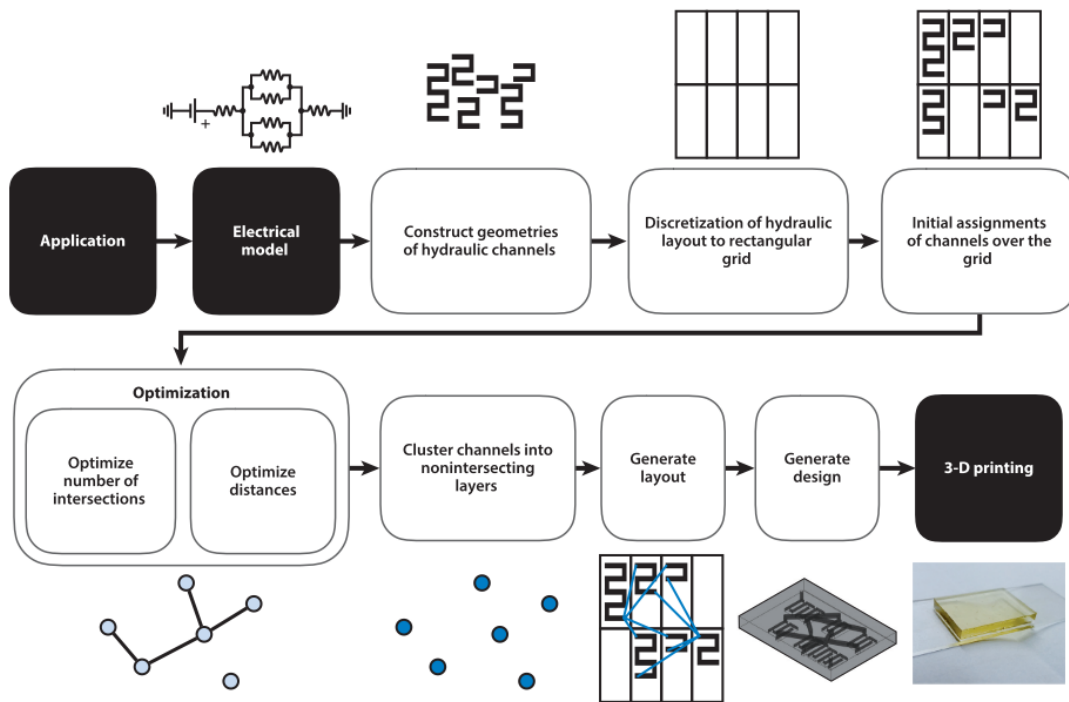 +
Application
Electrical
model
Construct geometries
of hydraulic channels
Discretization of hydraulic
layout to rectangular
grid
Initial assignments
of channels over the
grid
Optimization
Optimize
number of
intersections
Optimize
distances
Cluster channels into
nonintersecting
layers
Generate
layout
Generate
design
3-D printing